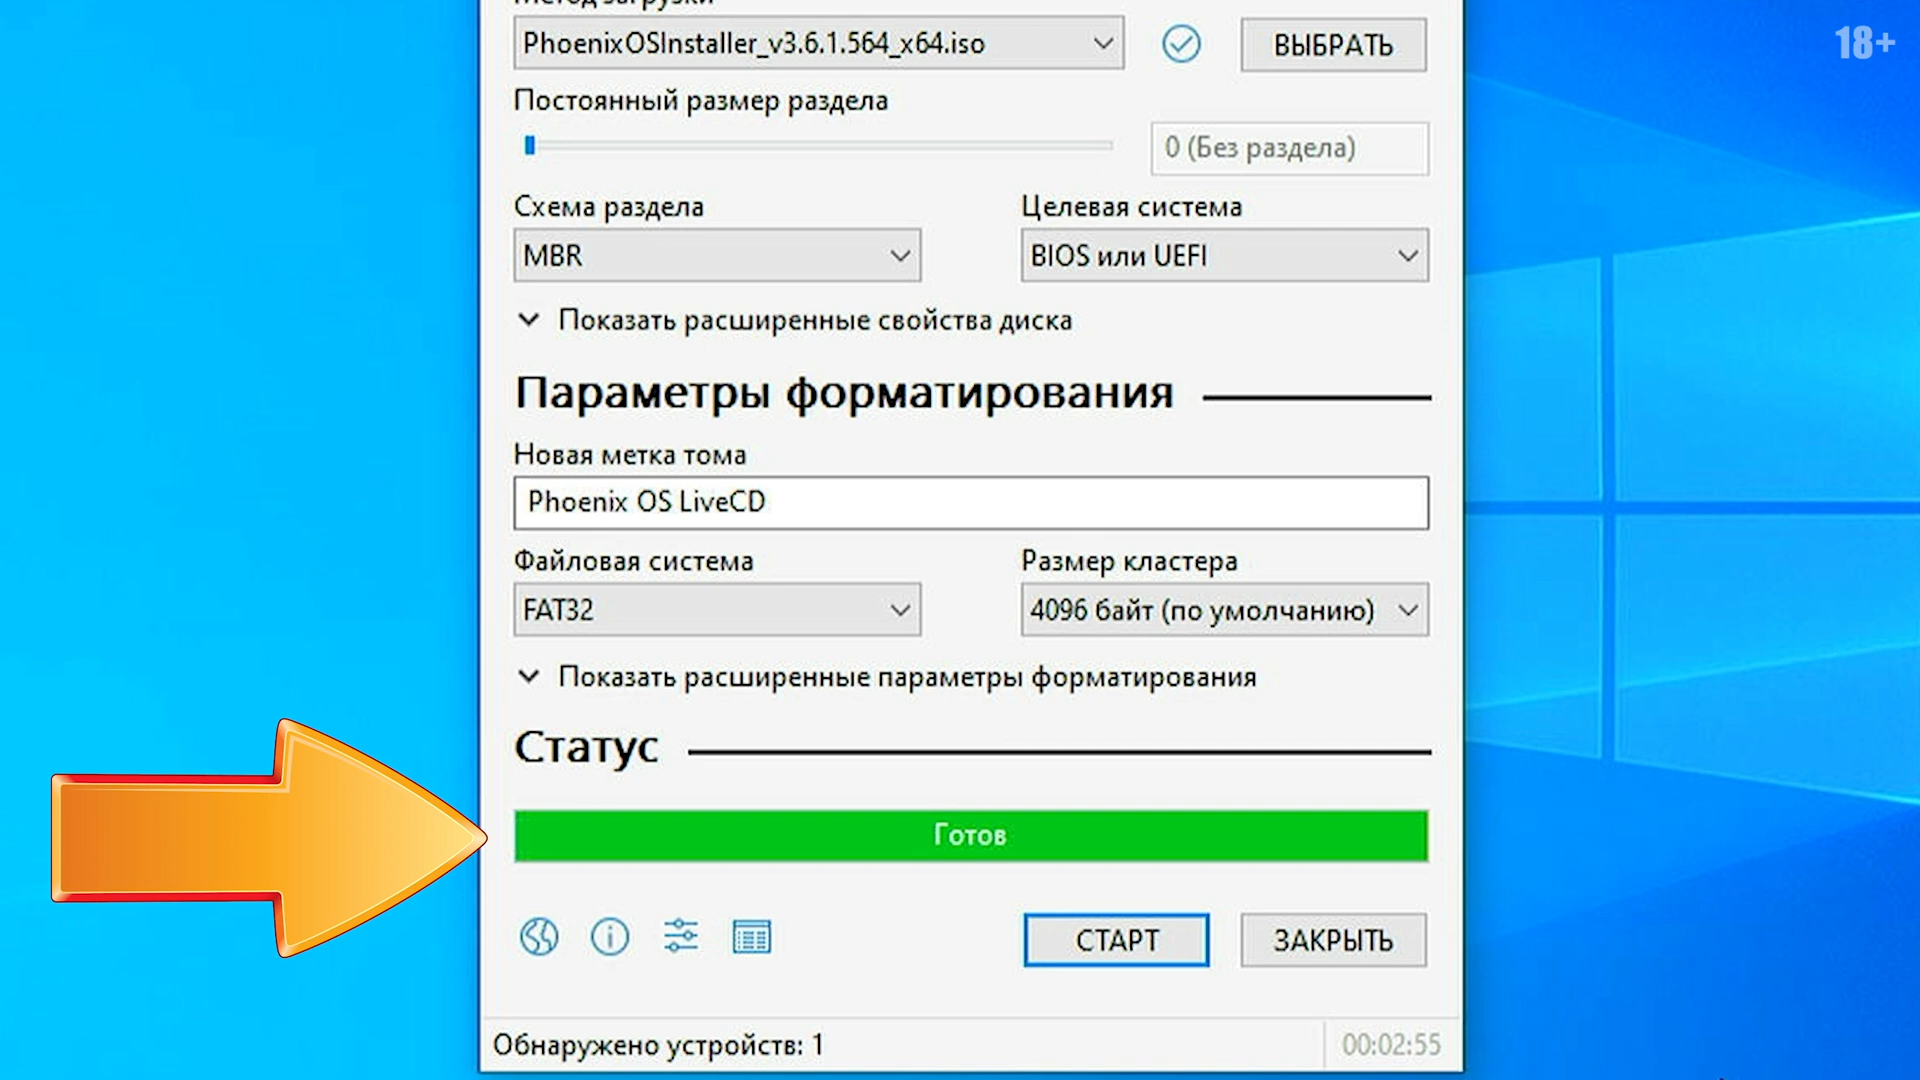 Метод загрузки
PhoenixOSInstaller_v3.6.1.564_x64.iso
ВЫБРАТЬ
18+
Постоянный размер раздела
0 (Без раздела)
Схема раздела
Целевая система
MBR
BIOS или UEFI
Показать расширенные свойства диска
Параметры форматирования
Новая метка тома
Phoenix OS LiveCD
Файловая система
Размер кластера
FAT32
4096 байт (по умолчанию)
Показать расширенные параметры форматирования
Статус
Готов
СТАРТ
ЗАКРЫТЬ
Обнаружено устройств: 1
00:02:55